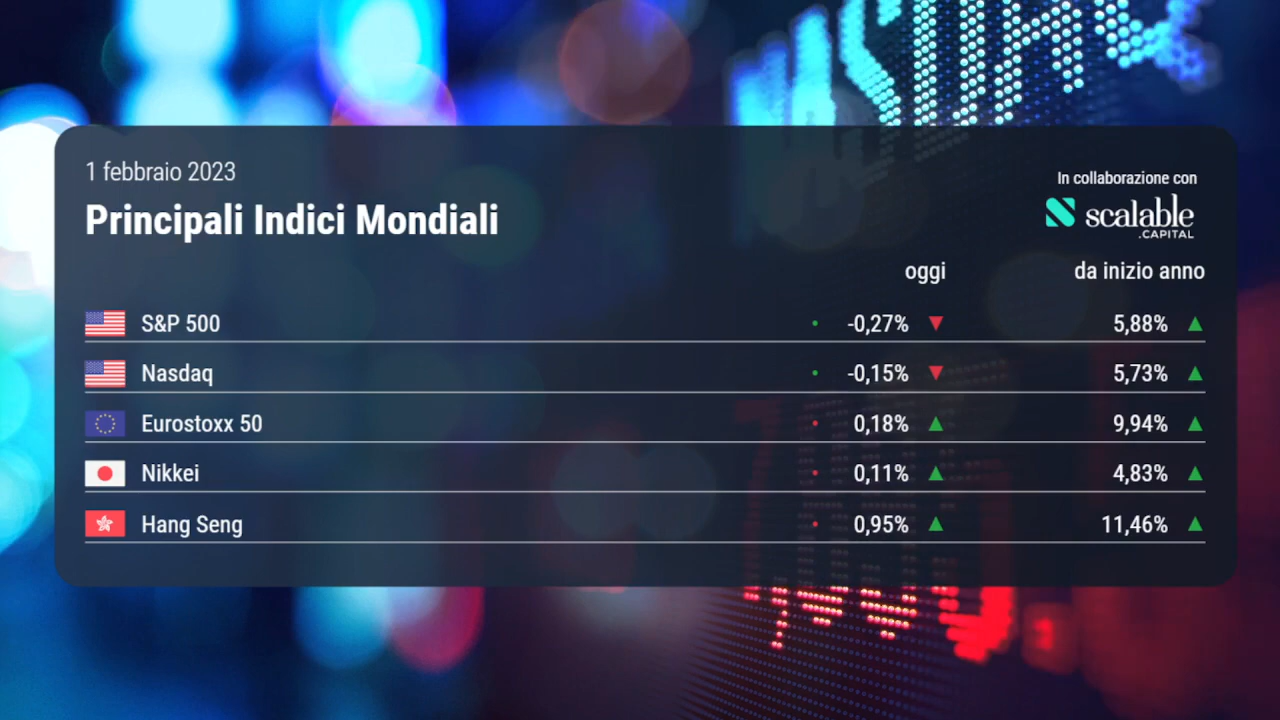 1 febbraio 2023
Principali Indici Mondiali
In collaborazione con
scalable
.CAPITAL
oggi da inizio anno
S&P 500 -0,27% 5,88%
Nasdaq -0,15% 5,73%
Eurostoxx 50 0,18% 9,94%
Nikkei 0,11% 4,83%
Hang Seng 0,95% 11,46%